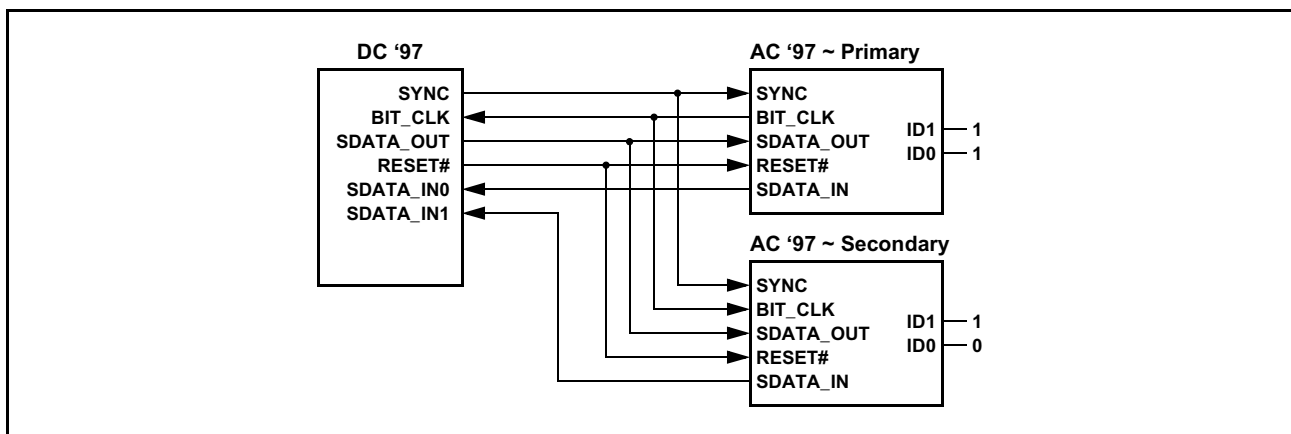 DC ‘97
SYNC
BIT_CLK
SDATA_OUT
RESET#
SDATA_IN0
SDATA_IN1
AC ‘97 ~ Primary
SYNC
BIT_CLK
SDATA_OUT
RESET#
SDATA_IN
ID1 1
ID0 1
AC ‘97 ~ Secondary
SYNC
BIT_CLK
SDATA_OUT
RESET#
SDATA_IN
ID1 1
ID0 0